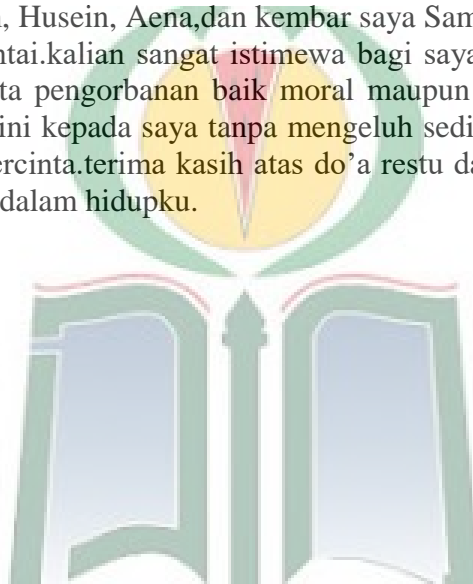 , Husein, Aena,dan kembar saya Sam
ntai.kalian sangat istimewa bagi saya
ta pengorbanan baik moral maupun
ini kepada saya tanpa mengeluh sedi
ercinta.terima kasih atas do’a restu da
dalam hidupku.